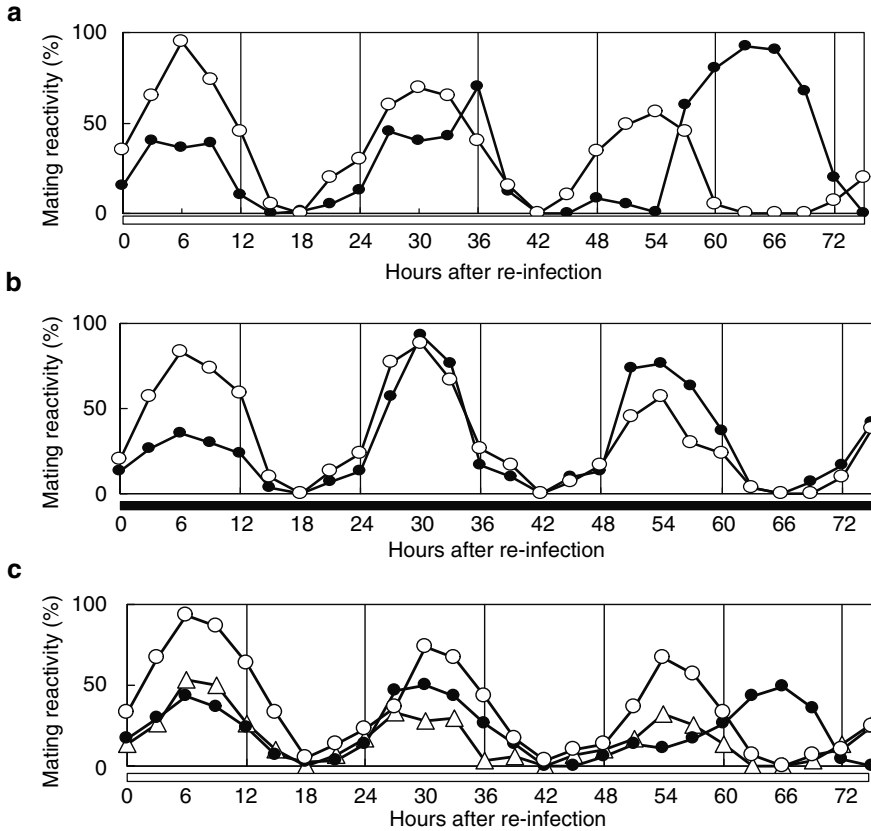 a
Mating reactivity (%)
100
50
0
0 6 12 18 24 30 36 42 48 54 60 66 72
Hours after re-infection
b
Mating reactivity (%)
100
50
0
0 6 12 18 24 30 36 42 48 54 60 66 72
Hours after re-infection
c
Mating reactivity (%)
100
50
0
0 6 12 18 24 30 36 42 48 54 60 66 72
Hours after re-infection